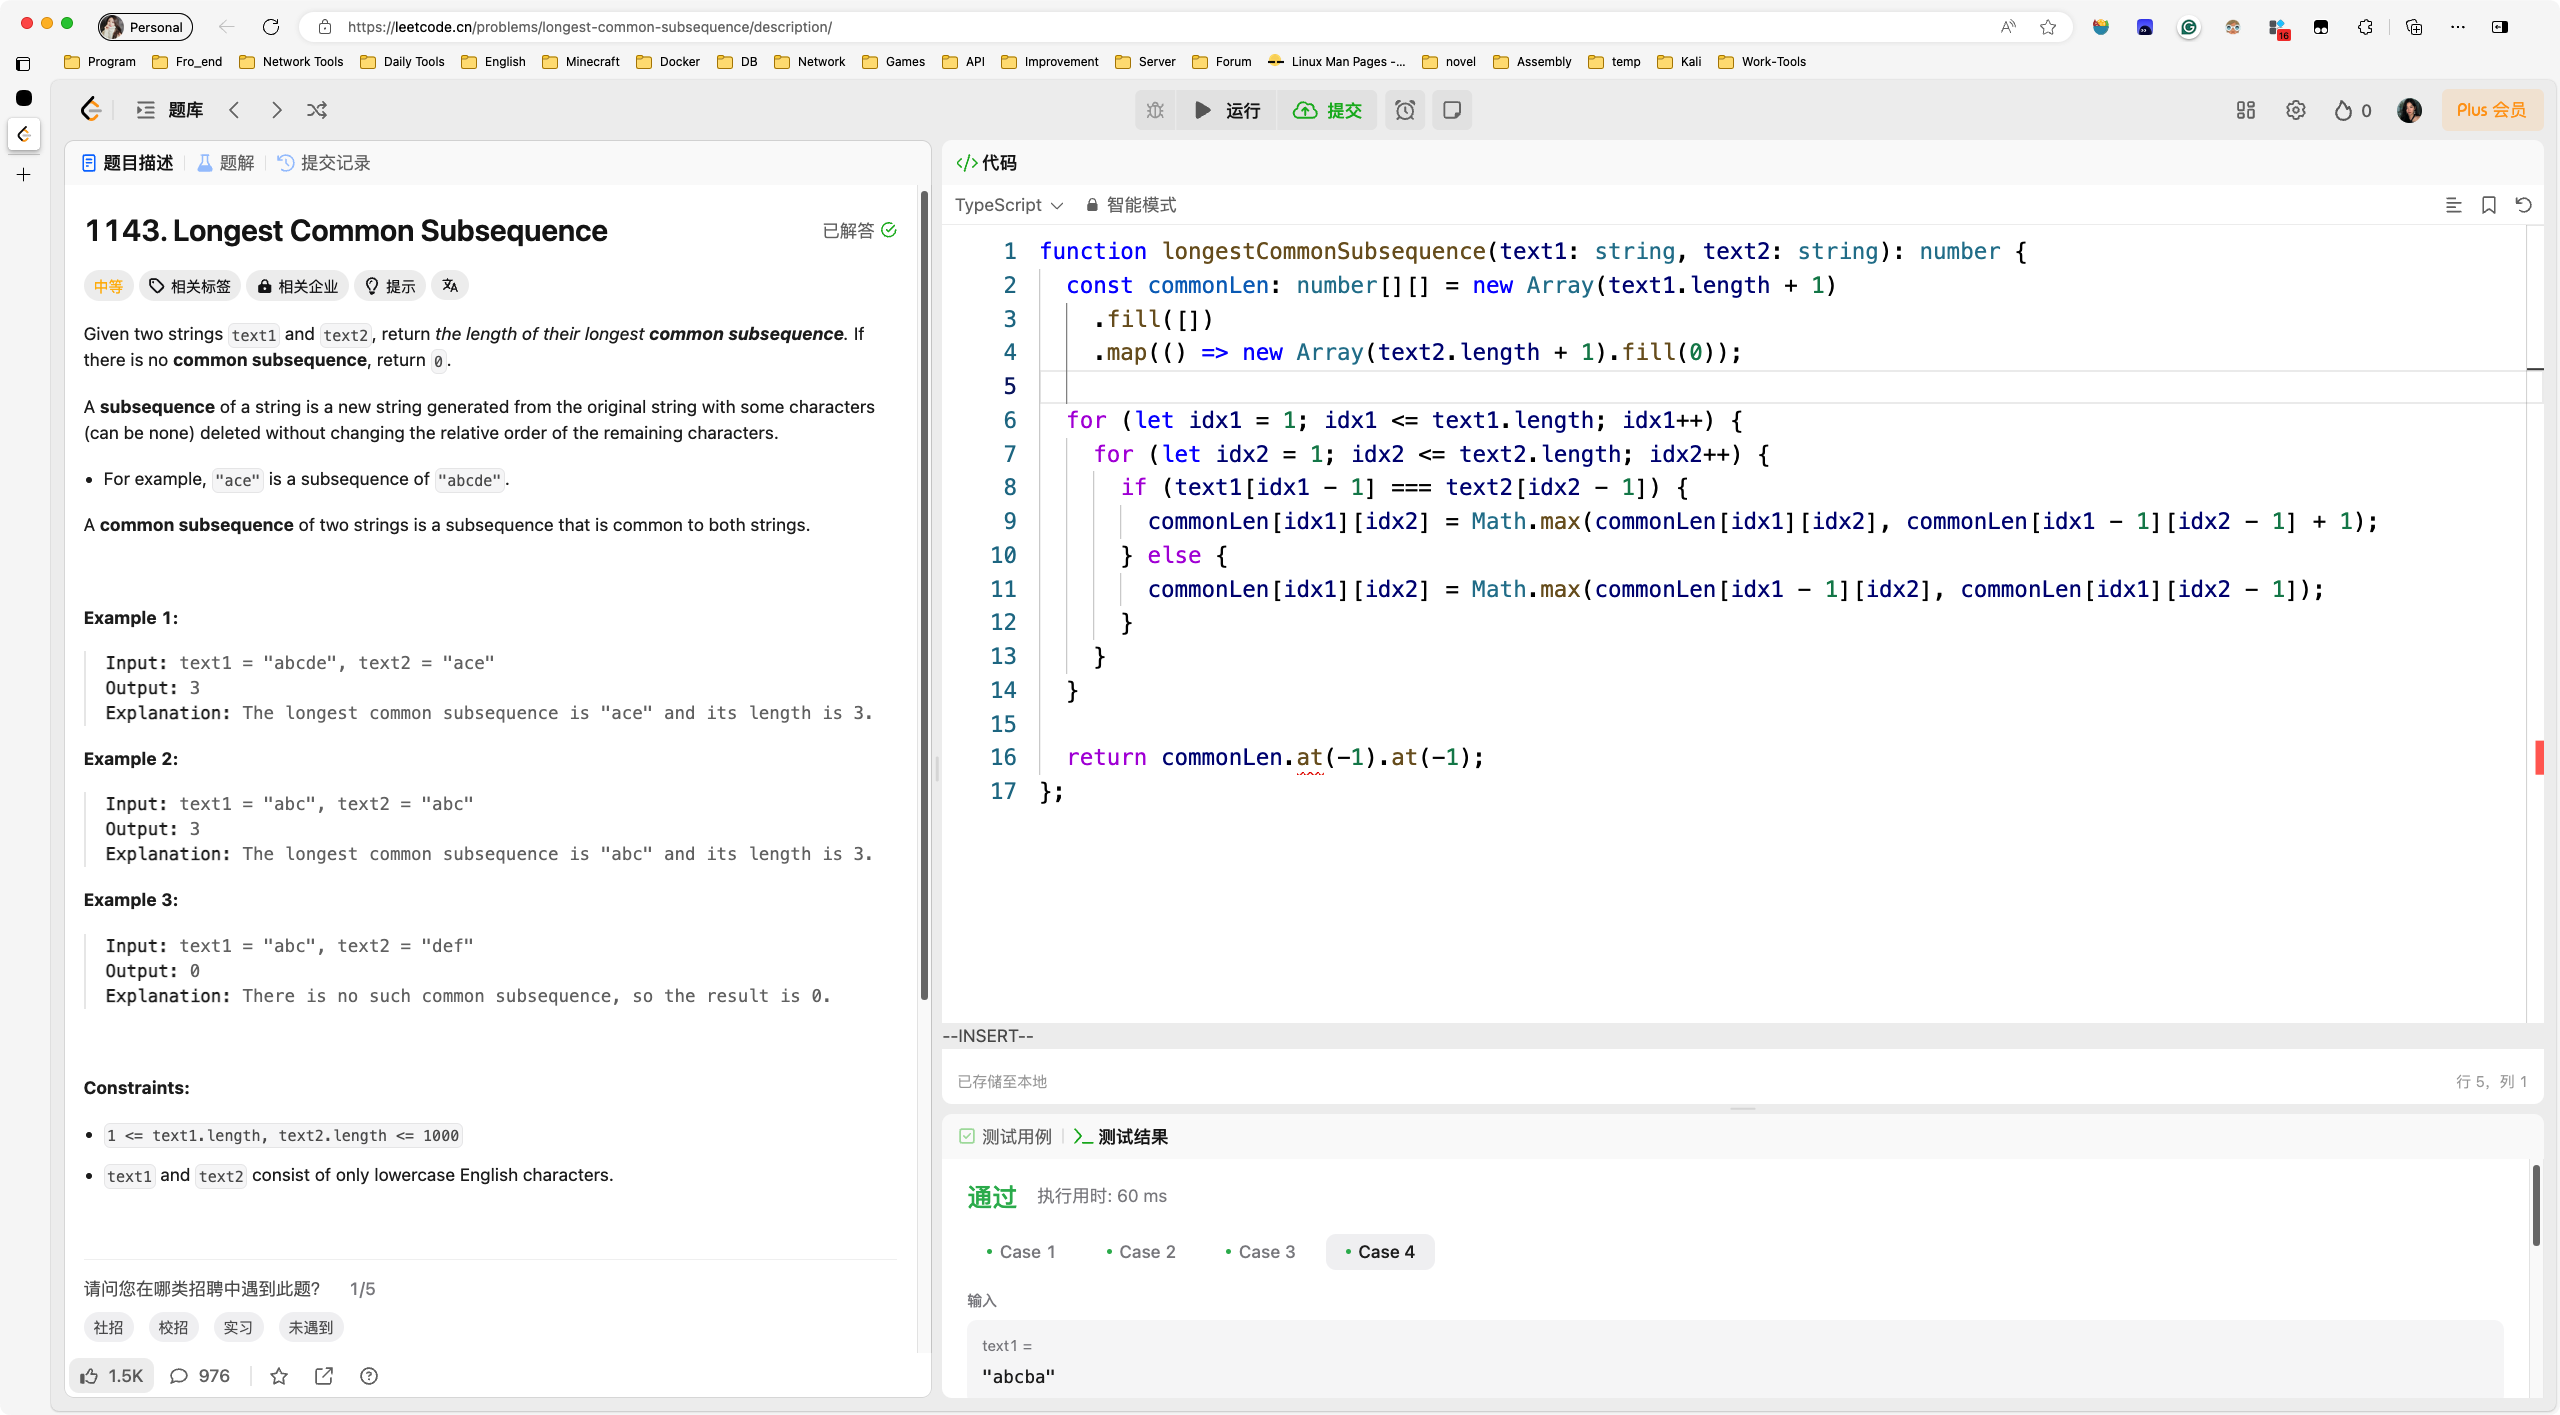 Personal
https://leetcode.cn/problems/longest-common-subsequence/description/
16
Program Fro_end Network Tools Daily Tools English Minecraft Docker DB Network Games API Improvement Server Forum Linux Man Pages -... novel Assembly temp Kali Work-Tools
题库
运行 提交
0
Plus 会员
题目描述 题解 提交记录
1143. Longest Common Subsequence
已解答
中等 相关标签 相关企业 提示
Given two strings text1 and text2, return the length of their longest common subsequence. If
there is no common subsequence, return 0.
A subsequence of a string is a new string generated from the original string with some characters
(can be none) deleted without changing the relative order of the remaining characters.
• For example, "ace" is a subsequence of "abcde".
A common subsequence of two strings is a subsequence that is common to both strings.
Example 1:
Input: text1 = "abcde", text2 = "ace"
Output: 3
Explanation: The longest common subsequence is "ace" and its length is 3.
Example 2:
Input: text1 = "abc", text2 = "abc"
Output: 3
Explanation: The longest common subsequence is "abc" and its length is 3.
Example 3:
Input: text1 = "abc", text2 = "def"
Output: 0
Explanation: There is no such common subsequence, so the result is 0.
Constraints:
• 1 <= text1.length, text2.length <= 1000
• text1 and text2 consist of only lowercase English characters.
请问您在哪类招聘中遇到此题? 1/5
社招 校招 实习 未遇到
1.5K 976
</> 代码
TypeScript 智能模式
1 function longestCommonSubsequence(text1: string, text2: string): number {
2 const commonLen: number[][] = new Array(text1.length + 1)
3 .fill([])
4 .map(() => new Array(text2.length + 1).fill(0));
5
6 for (let idx1 = 1; idx1 <= text1.length; idx1++) {
7 for (let idx2 = 1; idx2 <= text2.length; idx2++) {
8 if (text1[idx1 - 1] === text2[idx2 - 1]) {
9 commonLen[idx1][idx2] = Math.max(commonLen[idx1][idx2], commonLen[idx1 - 1][idx2 - 1] + 1);
10 } else {
11 commonLen[idx1][idx2] = Math.max(commonLen[idx1 - 1][idx2], commonLen[idx1][idx2 - 1]);
12 }
13 }
14 }
15
16 return commonLen.at(-1).at(-1);
17 };
--INSERT--
已存储至本地
行 5, 列 1
测试用例 测试结果
通过 执行用时: 60 ms
• Case 1 • Case 2 • Case 3 • Case 4
输入
text1 =
"abcba"